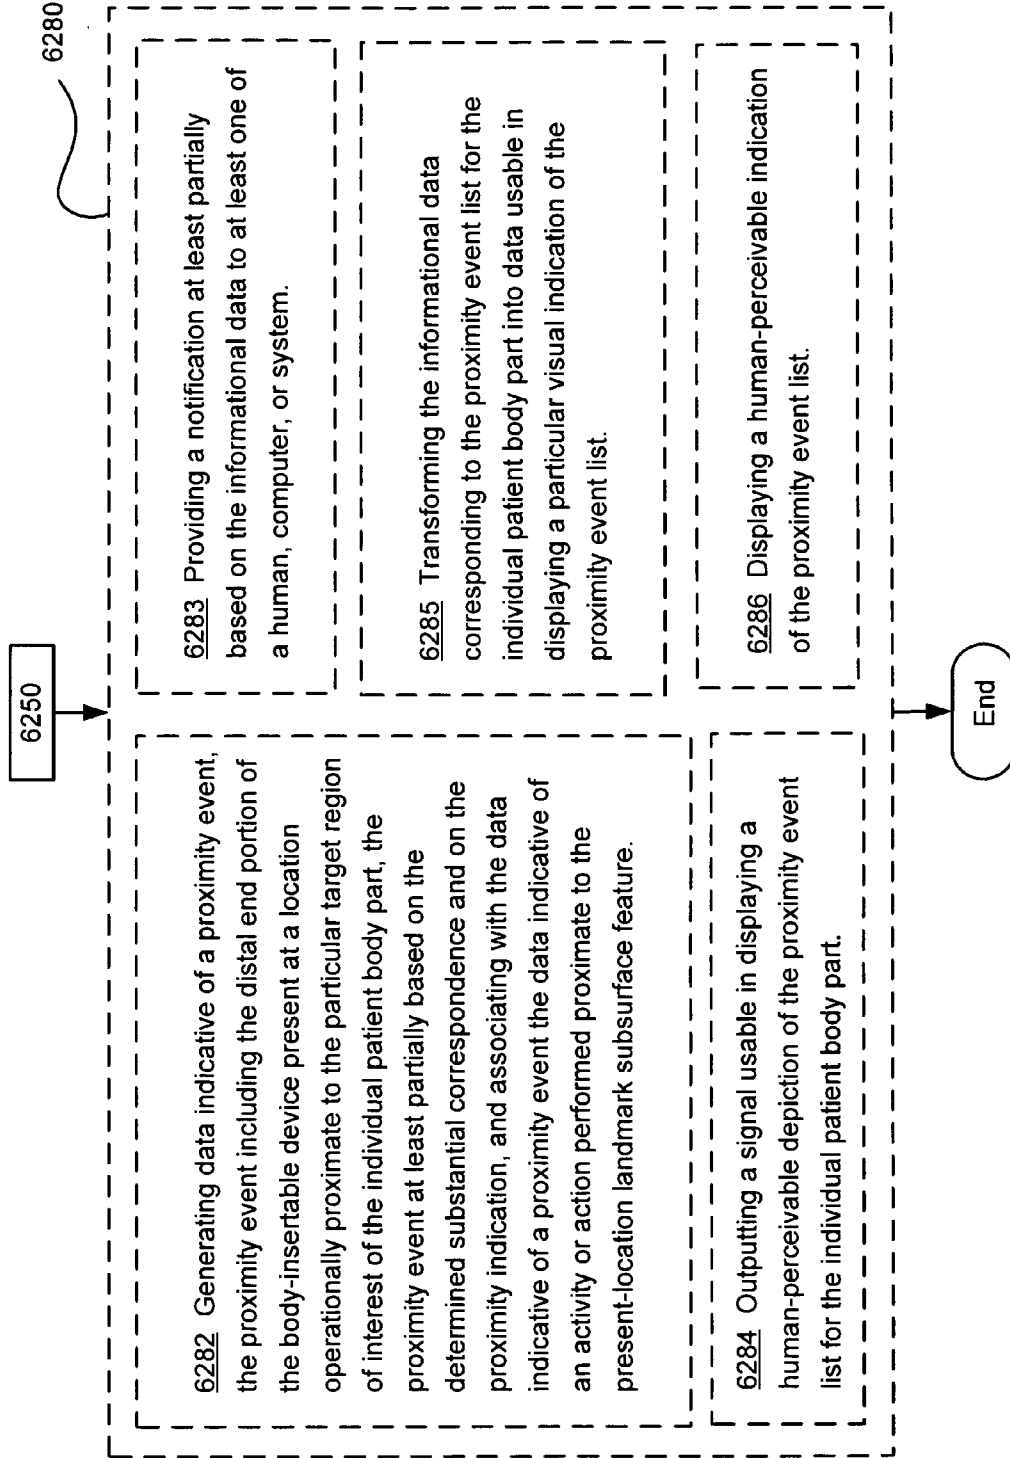 6250
6280
6282 Generating data indicative of a proximity event,
the proximity event including the distal end portion of
the body-insertable device present at a location
operationally proximate to the particular target region
of interest of the individual patient body part, the
proximity event at least partially based on the
determined substantial correspondence and on the
proximity indication, and associating with the data
indicative of a proximity event the data indicative of
an activity or action performed proximate to the
present-location landmark subsurface feature.
6283 Providing a notification at least partially
based on the informational data to at least one of
a human, computer, or system.
6285 Transforming the informational data
corresponding to the proximity event list for the
individual patient body part into data usable in
displaying a particular visual indication of the
proximity event list.
6284 Outputting a signal usable in displaying a
human-perceivable depiction of the proximity event
list for the individual patient body part.
6286 Displaying a human-perceivable indication
of the proximity event list.
End